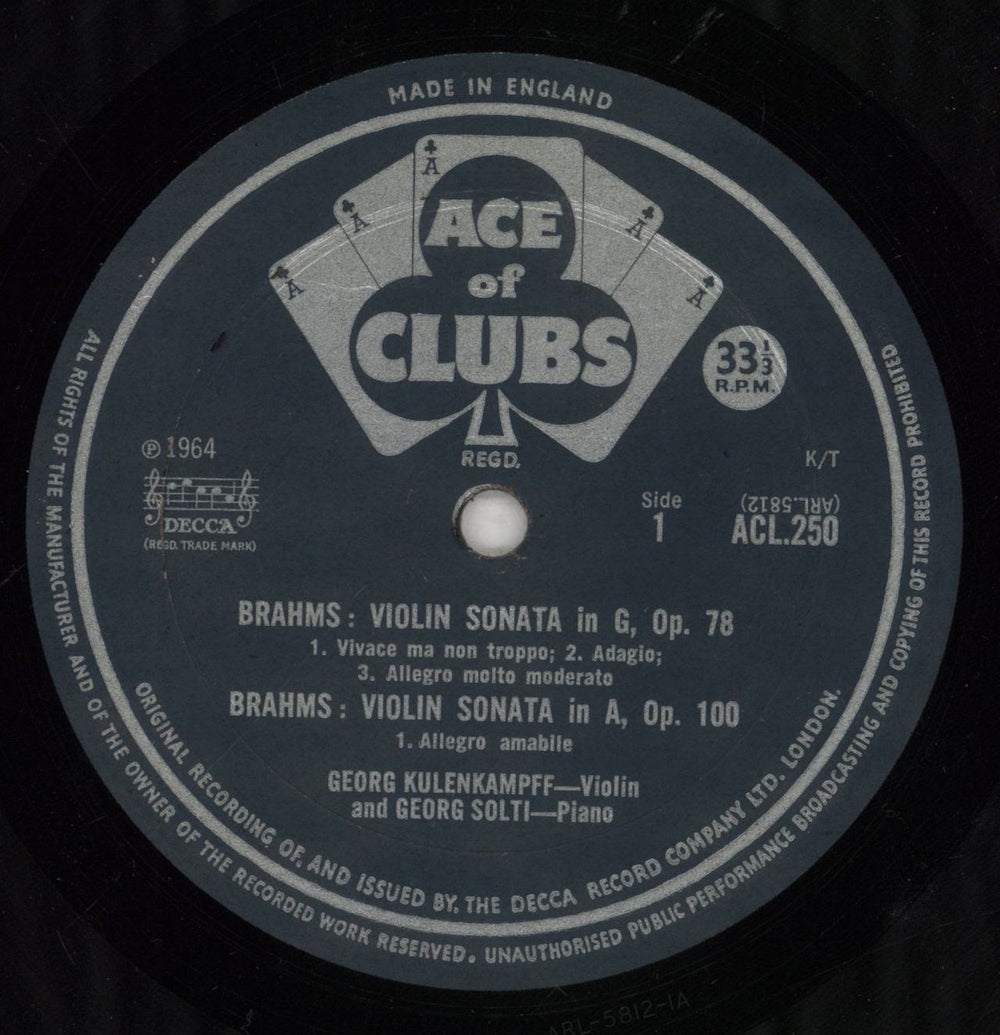 MADE IN ENGLAND
A
A
A
A
A
ACE
of
CLUBS
REGD.
33⅓
R.P.M.
℗ 1964
DECCA
(REGD. TRADE MARK)
K/T
Side
1
(ARL.5812)
ACL.250
BRAHMS : VIOLIN SONATA in G, Op. 78
1. Vivace ma non troppo; 2. Adagio;
3. Allegro molto moderato
BRAHMS : VIOLIN SONATA in A, Op. 100
1. Allegro amabile
GEORG KULENKAMPFF—Violin
and GEORG SOLTI—Piano
ORIGINAL RECORDING OF, AND ISSUED BY, THE DECCA RECORD COMPANY LTD. LONDON.
ALL RIGHTS OF THE MANUFACTURER AND OF THE OWNER OF THE RECORDED WORK RESERVED. UNAUTHORISED PUBLIC PERFORMANCE BROADCASTING AND COPYING OF THIS RECORD PROHIBITED
ARL-5812-1A